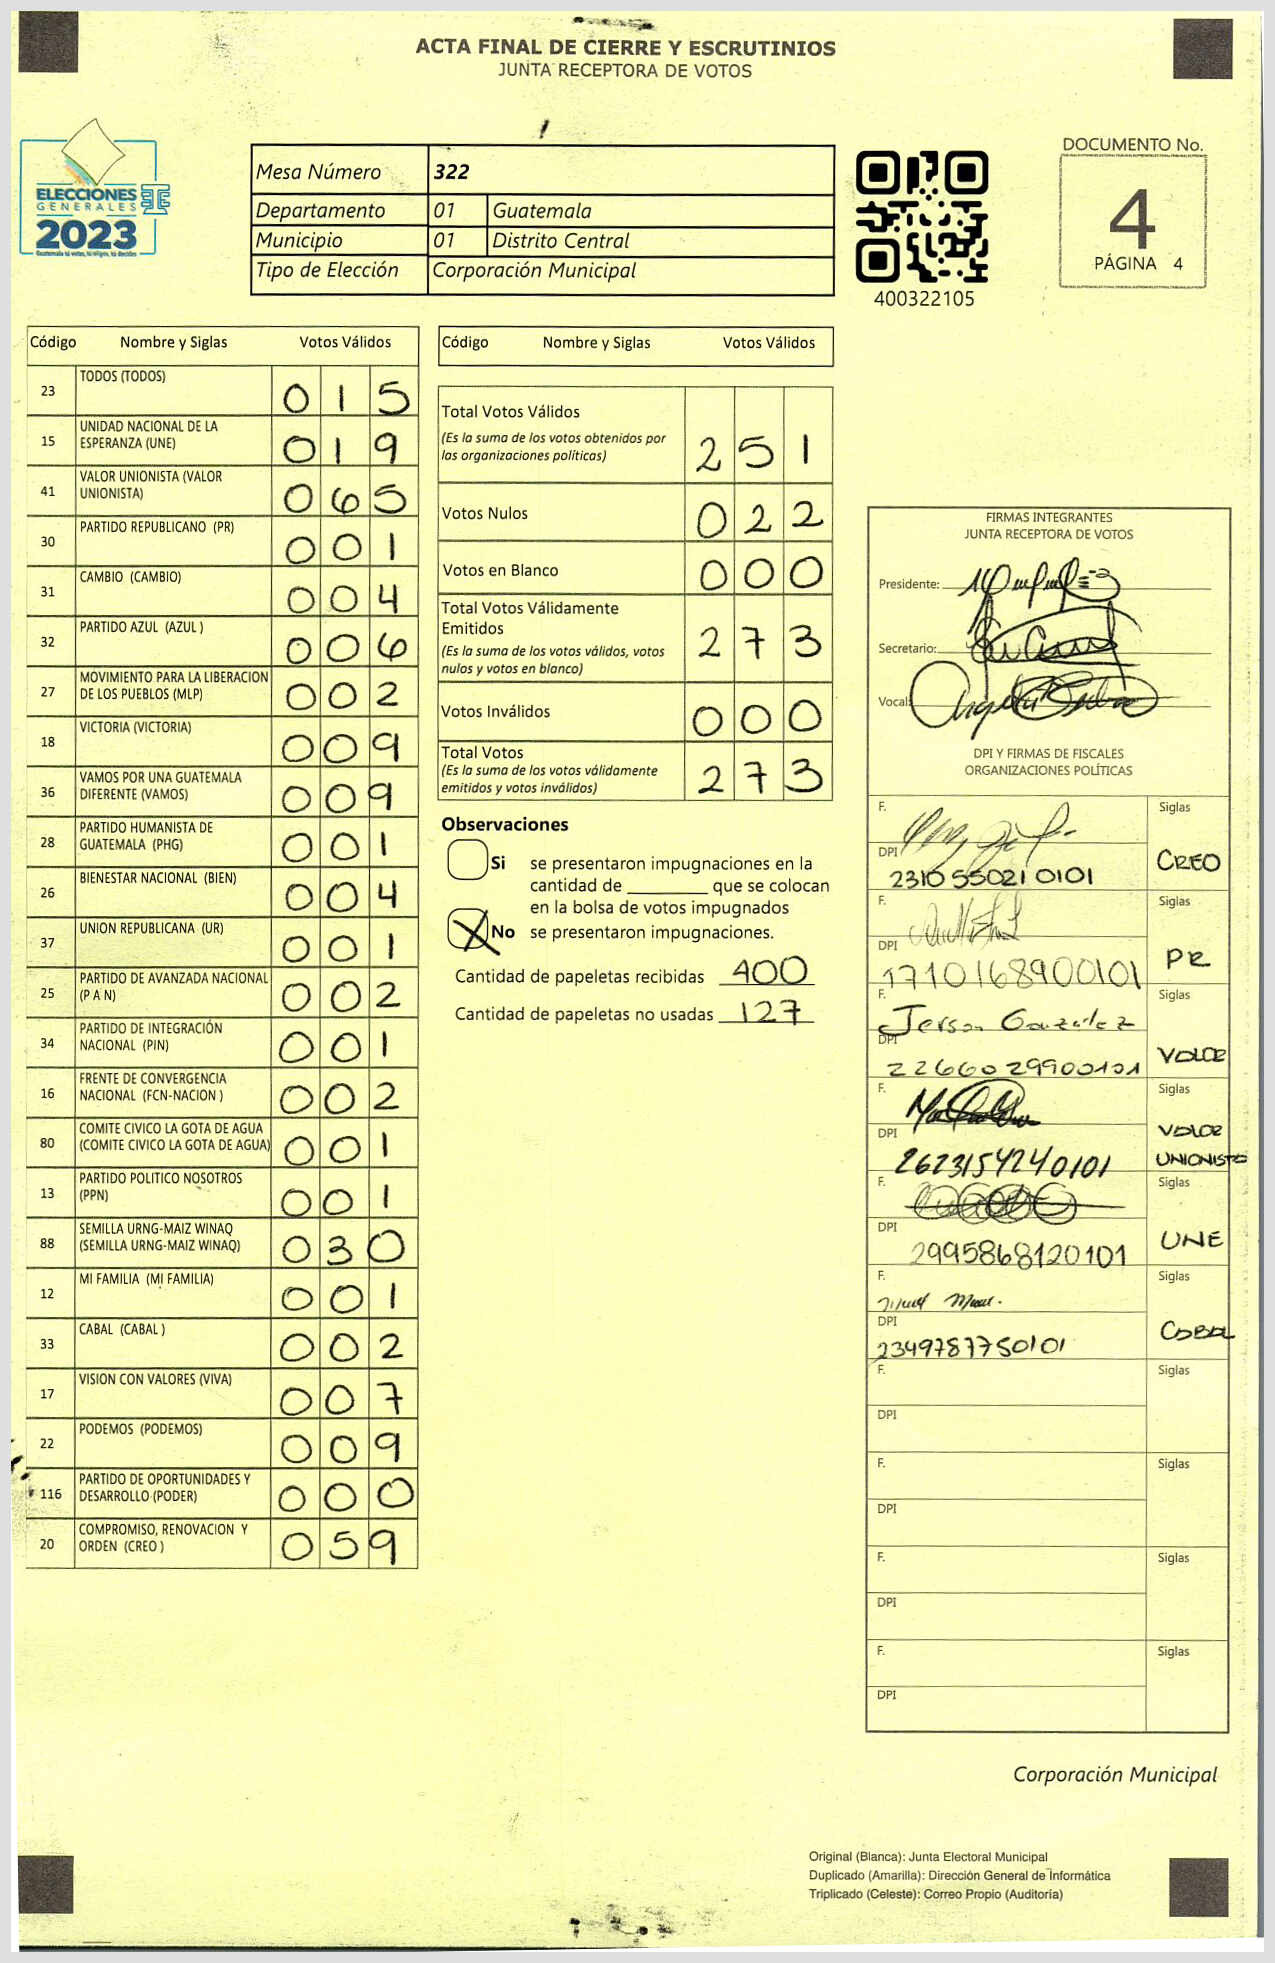 ACTA FINAL DE CIERRE Y ESCRUTINIOS
JUNTA RECEPTORA DE VOTOS
ELECCIONES
GENERALES
2023
Mesa Número 322
Departamento 01 Guatemala
Municipio 01 Distrito Central
Tipo de Elección Corporación Municipal
400322105
DOCUMENTO No.
4
PÁGINA 4
Código Nombre y Siglas Votos Válidos
23 TODOS (TODOS) 0 1 5
15 UNIDAD NACIONAL DE LA
ESPERANZA (UNE) 0 1 9
41 VALOR UNIONISTA (VALOR
UNIONISTA) 0 6 5
30 PARTIDO REPUBLICANO (PR) 0 0 1
31 CAMBIO (CAMBIO) 0 0 4
32 PARTIDO AZUL (AZUL ) 0 0 6
27 MOVIMIENTO PARA LA LIBERACION
DE LOS PUEBLOS (MLP) 0 0 2
18 VICTORIA (VICTORIA) 0 0 9
36 VAMOS POR UNA GUATEMALA
DIFERENTE (VAMOS) 0 0 9
28 PARTIDO HUMANISTA DE
GUATEMALA (PHG) 0 0 1
26 BIENESTAR NACIONAL (BIEN) 0 0 4
37 UNION REPUBLICANA (UR) 0 0 1
25 PARTIDO DE AVANZADA NACIONAL
(P A N) 0 0 2
34 PARTIDO DE INTEGRACIÓN
NACIONAL (PIN) 0 0 1
16 FRENTE DE CONVERGENCIA
NACIONAL (FCN-NACION ) 0 0 2
80 COMITE CIVICO LA GOTA DE AGUA
(COMITE CIVICO LA GOTA DE AGUA) 0 0 1
13 PARTIDO POLITICO NOSOTROS
(PPN) 0 0 1
88 SEMILLA URNG-MAIZ WINAQ
(SEMILLA URNG-MAIZ WINAQ) 0 3 0
12 MI FAMILIA (MI FAMILIA) 0 0 1
33 CABAL (CABAL ) 0 0 2
17 VISION CON VALORES (VIVA) 0 0 7
22 PODEMOS (PODEMOS) 0 0 9
116 PARTIDO DE OPORTUNIDADES Y
DESARROLLO (PODER) 0 0 0
20 COMPROMISO, RENOVACION Y
ORDEN (CREO ) 0 5 9
Código Nombre y Siglas Votos Válidos
Total Votos Válidos
(Es la suma de los votos obtenidos por
las organizaciones políticas) 2 5 1
Votos Nulos 0 2 2
Votos en Blanco 0 0 0
Total Votos Válidamente
Emitidos 2 7 3
(Es la suma de los votos válidos, votos
nulos y votos en blanco)
Votos Inválidos 0 0 0
Total Votos
(Es la suma de los votos válidamente
emitidos y votos inválidos) 2 7 3
Observaciones
Si se presentaron impugnaciones en la
cantidad de ________ que se colocan
en la bolsa de votos impugnados
X No se presentaron impugnaciones.
Cantidad de papeletas recibidas 400
Cantidad de papeletas no usadas 127
FIRMAS INTEGRANTES
JUNTA RECEPTORA DE VOTOS
Presidente:
Secretario:
Vocal:
DPI Y FIRMAS DE FISCALES
ORGANIZACIONES POLÍTICAS
F. Siglas
DPI 2310 55021 0101 CREO
F. Siglas
DPI 1710168900101 PR
F. Jerson Gonzalez Siglas
DPI 2266029900101 VALOR
F. Siglas
DPI 2623154240101 VALOR
UNIONISTA
F. Siglas
DPI 2995868120101 UNE
F. Siglas
DPI 2349787750101 CABAL
F. Siglas
DPI
F. Siglas
DPI
F. Siglas
DPI
F. Siglas
DPI
Corporación Municipal
Original (Blanca): Junta Electoral Municipal
Duplicado (Amarilla): Dirección General de Informática
Triplicado (Celeste): Correo Propio (Auditoría)